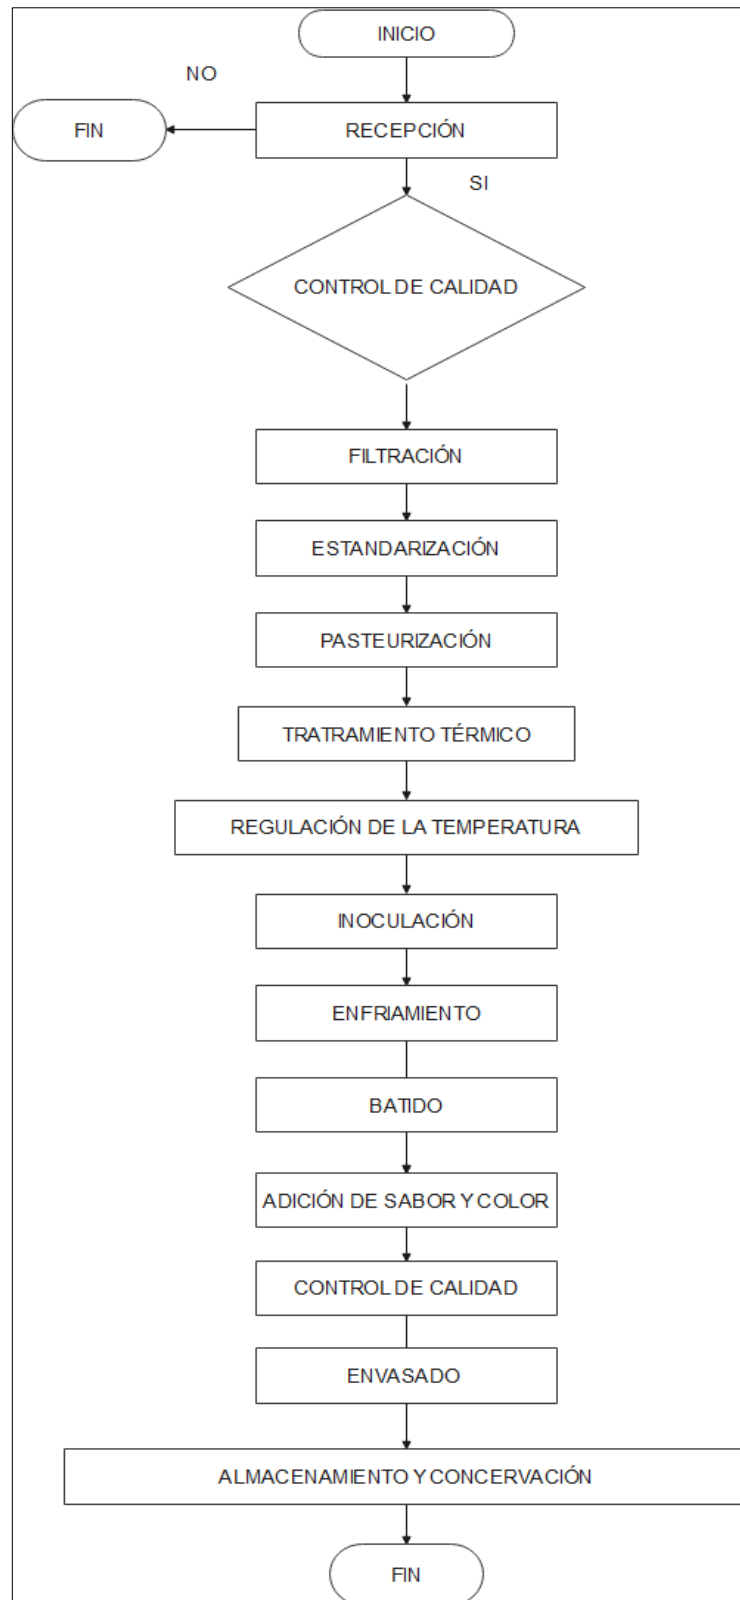 INICIO
NO
FIN
RECEPCIÓN
SI
CONTROL DE CALIDAD
FILTRACIÓN
ESTANDARIZACIÓN
PASTEURIZACIÓN
TRATRAMIENTO TÉRMICO
REGULACIÓN DE LA TEMPERATURA
INOCULACIÓN
ENFRIAMIENTO
BATIDO
ADICIÓN DE SABOR Y COLOR
CONTROL DE CALIDAD
ENVASADO
ALMACENAMIENTO Y CONCERVACIÓN
FIN